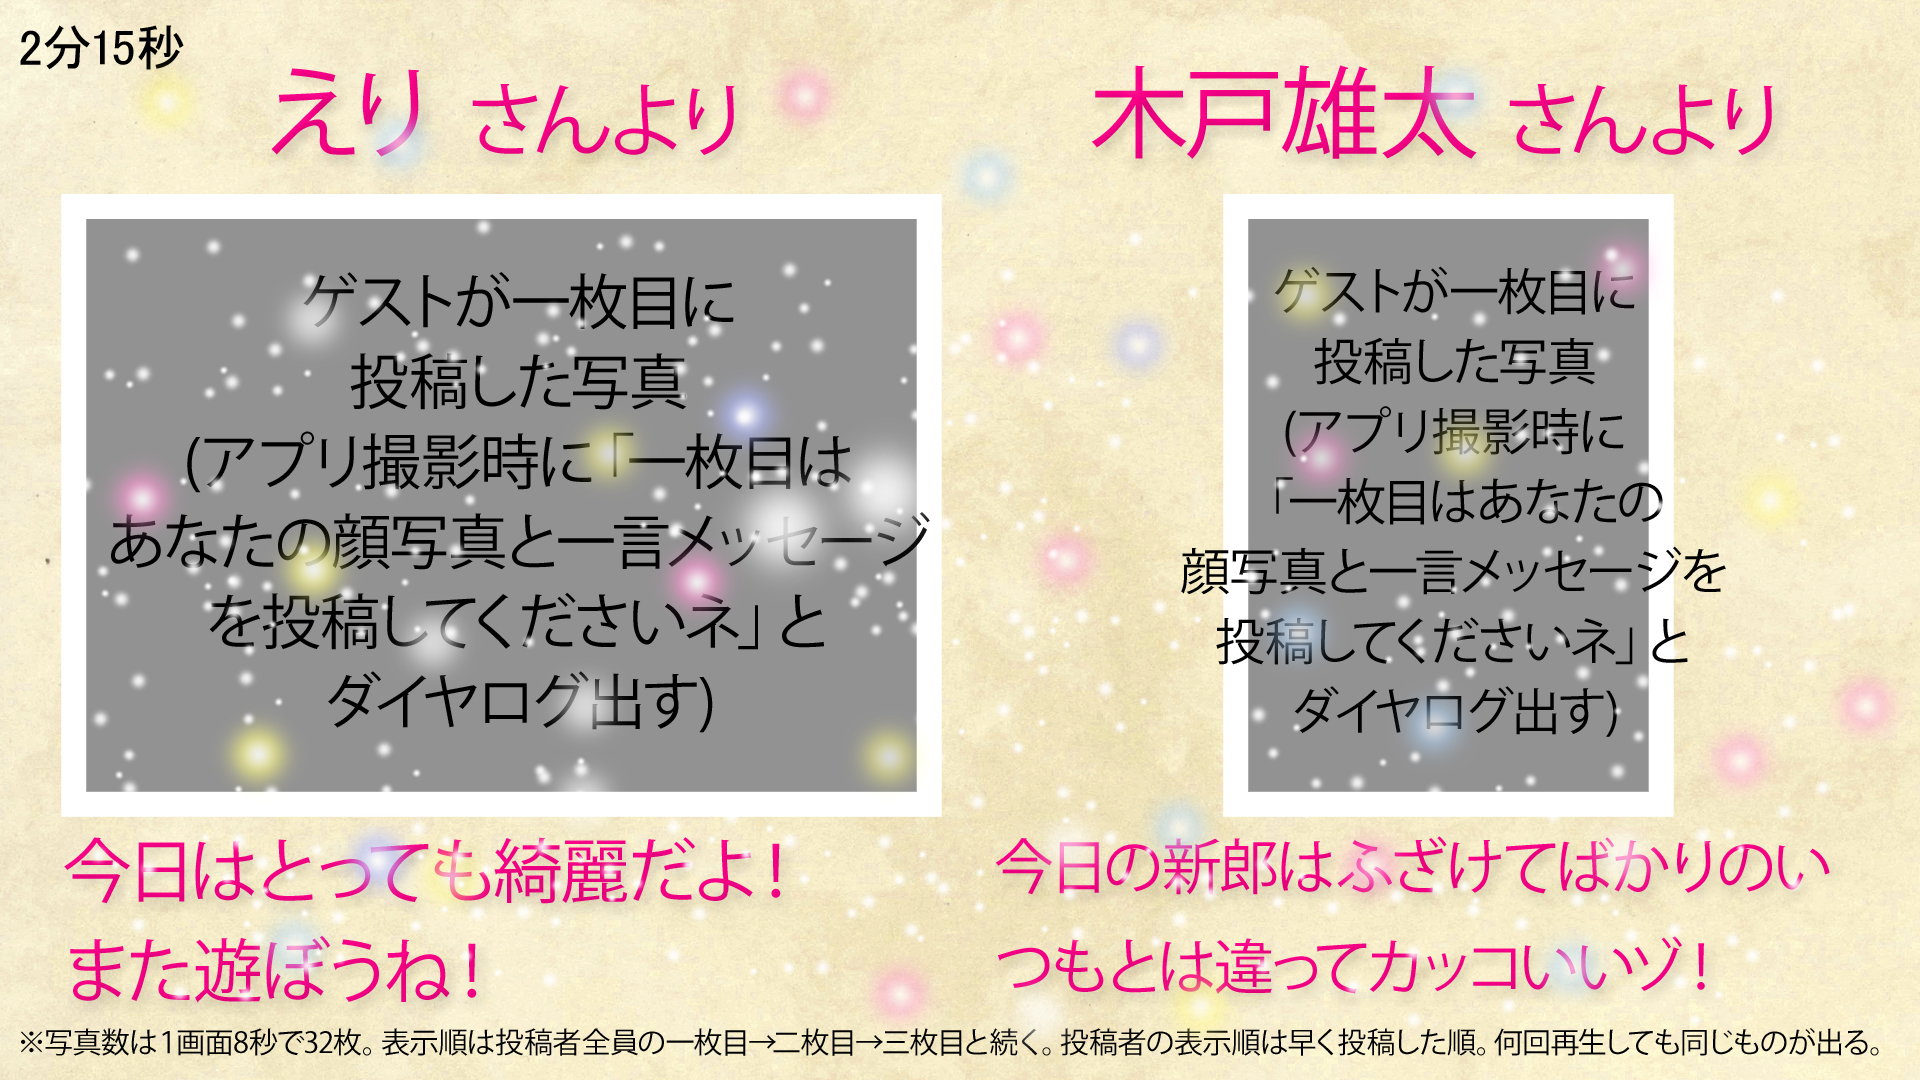 2分15秒
えり さんより
ゲストが一枚目に
投稿した写真
(アプリ撮影時に「一枚目は
あなたの顔写真と一言メッセージ
を投稿してくださいネ」と
ダイヤログ出す)
今日はとっても綺麗だよ！
また遊ぼうね！
木戸雄太 さんより
ゲストが一枚目に
投稿した写真
(アプリ撮影時に
「一枚目はあなたの
顔写真と一言メッセージを
投稿してくださいネ」と
ダイヤログ出す)
今日の新郎はふざけてばかりのい
つもとは違ってカッコいいゾ！
※写真数は1画面8秒で32枚。表示順は投稿者全員の一枚目→二枚目→三枚目と続く。投稿者の表示順は早く投稿した順。何回再生しても同じものが出る。